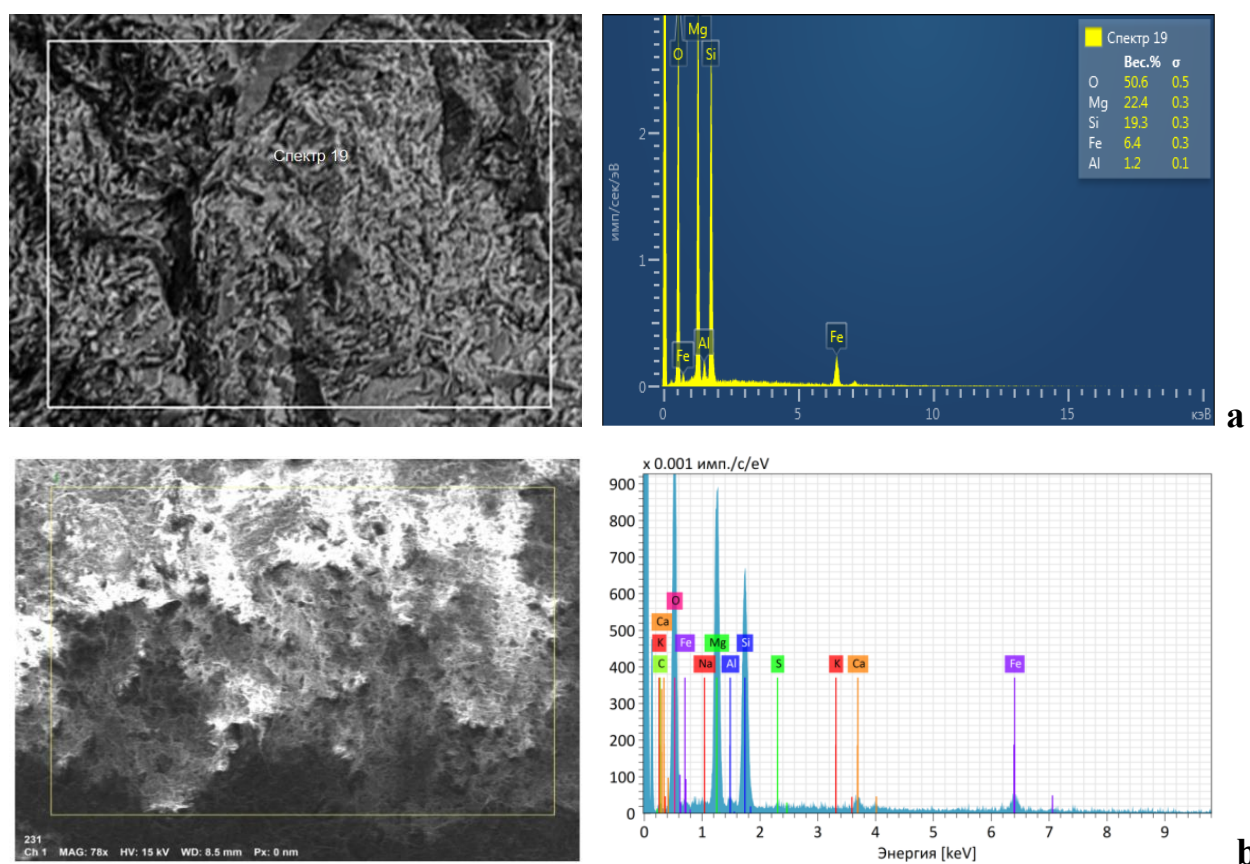 Спектр 19
Mg
O
Si
Fe
Al
Fe
имп/сек/эВ
2
1
0
0
5
10
15
кэВ
Спектр 19
Вес.% σ
O 50.6 0.5
Mg 22.4 0.3
Si 19.3 0.3
Fe 6.4 0.3
Al 1.2 0.1
a
231
Ch 1 MAG: 78x HV: 15 kV WD: 8.5 mm Px: 0 nm
x 0.001 имп./с/eV
900
800
700
600
500
400
300
200
100
0
O
Ca
K Fe Mg Si
C Na Al S K Ca Fe
0 1 2 3 4 5 6 7 8 9
Энергия [keV]
b